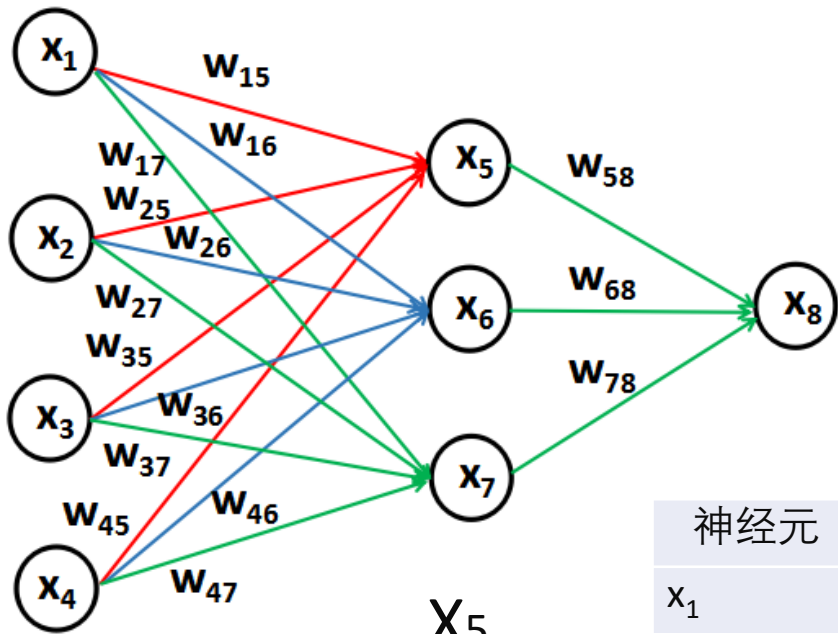 x₁
w₁₅
w₁₆
w₁₇
x₅
w₅₈
w₂₅
x₂
w₂₆
w₂₇
w₆₈
x₆
x₈
w₃₅
w₇₈
x₃
w₃₆
w₃₇
x₇
w₄₆
w₄₅
神经元
x₄
w₄₇
X₅
x₁